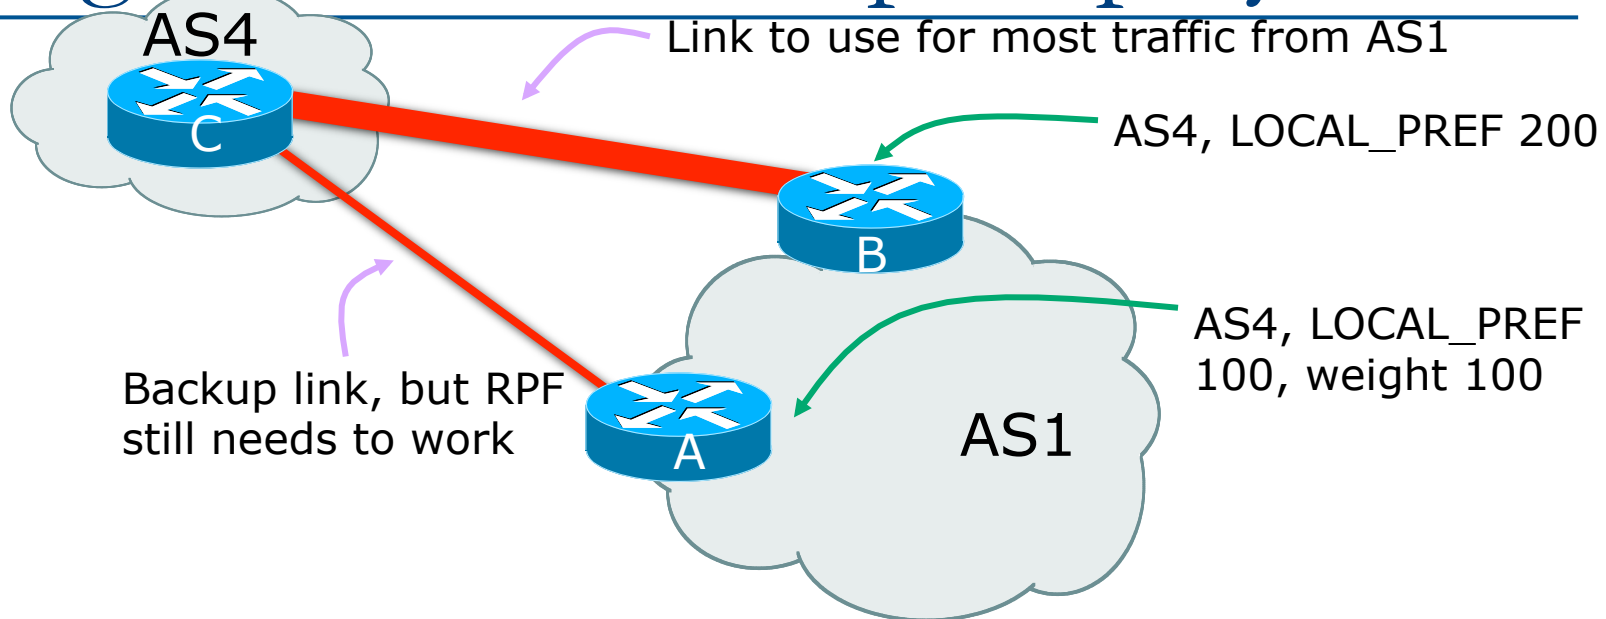 AS4
Link to use for most traffic from AS1
C
AS4, LOCAL_PREF 200
B
AS4, LOCAL_PREF
100, weight 100
Backup link, but RPF
still needs to work
A
AS1